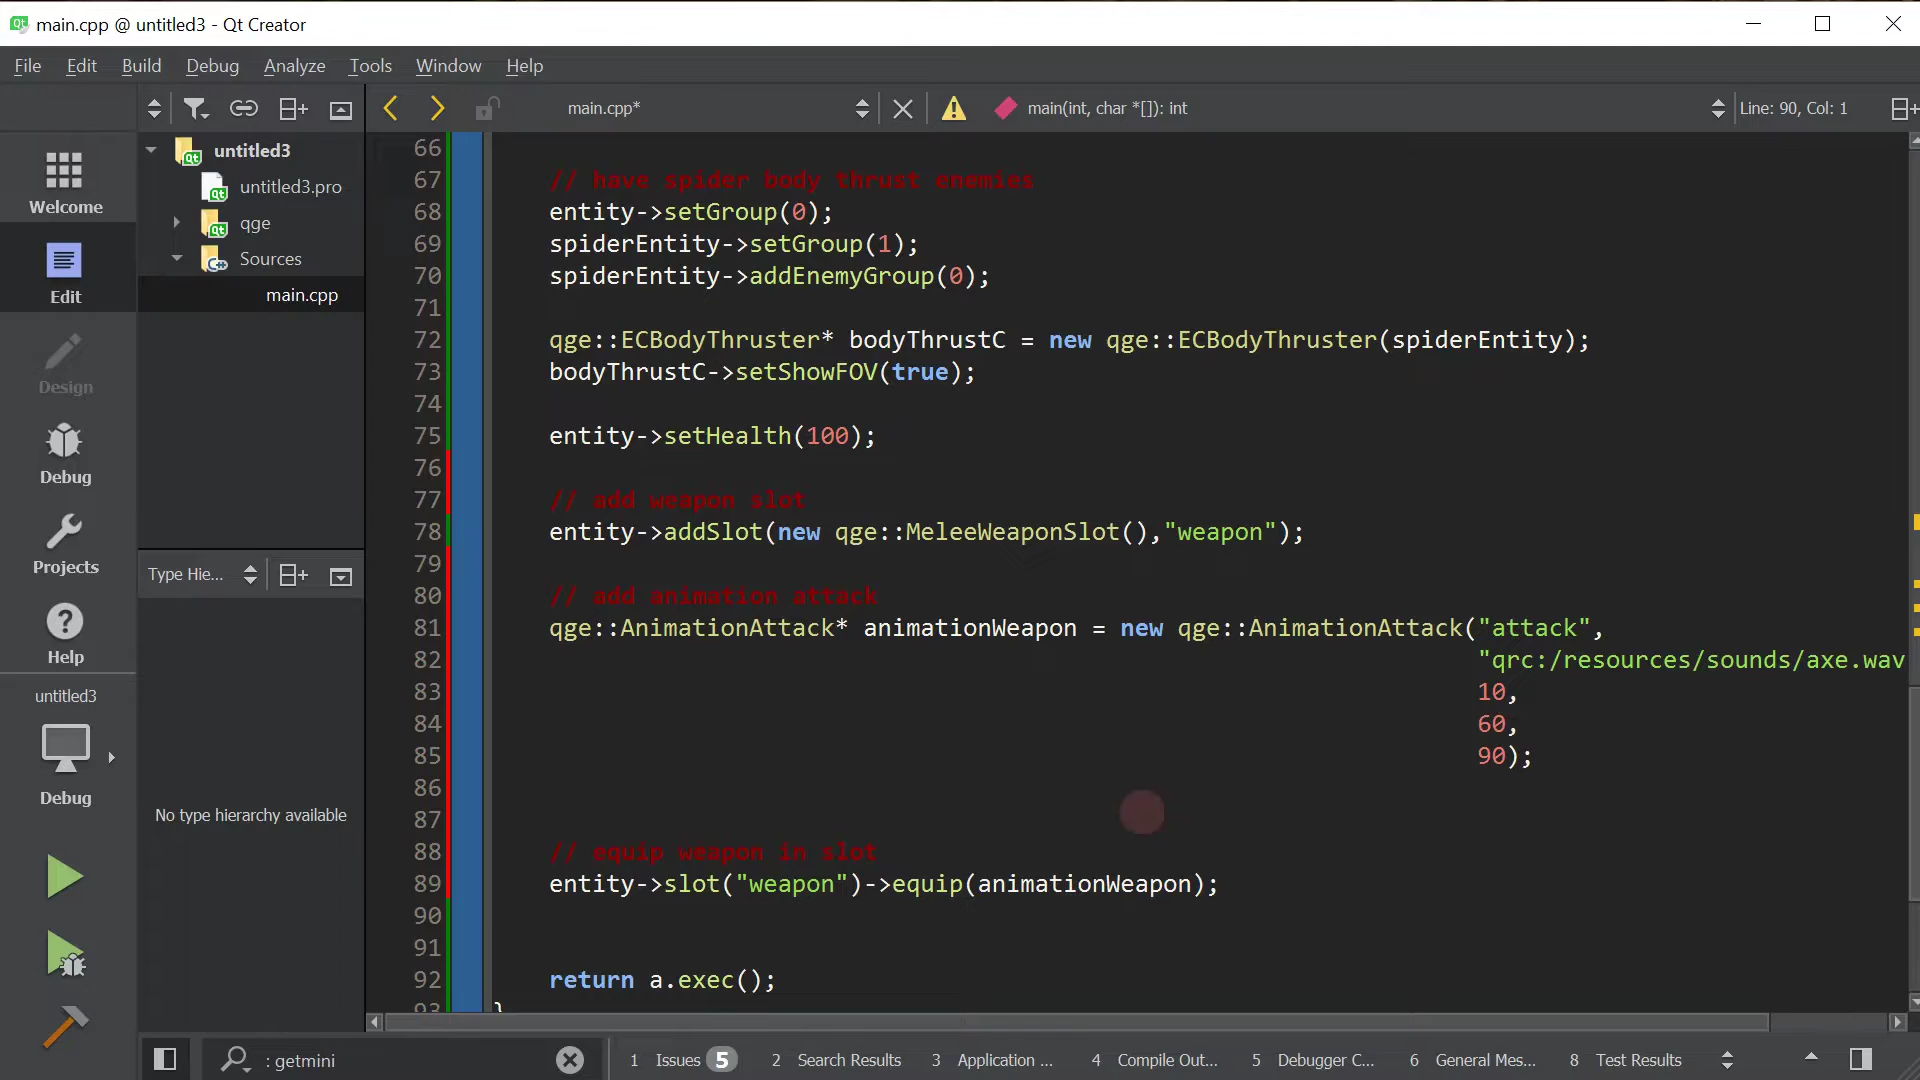 main.cpp @ untitled3 - Qt Creator
File Edit Build Debug Analyze Tools Window Help
main.cpp* main(int, char *[]): int Line: 90, Col: 1
Welcome
Edit
Design
Debug
Projects
Help
untitled3
Debug
untitled3
untitled3.pro
qge
Sources
main.cpp
Type Hie...
No type hierarchy available
66
67 // have spider body thrust enemies
68 entity->setGroup(0);
69 spiderEntity->setGroup(1);
70 spiderEntity->addEnemyGroup(0);
71
72 qge::ECBodyThruster* bodyThrustC = new qge::ECBodyThruster(spiderEntity);
73 bodyThrustC->setShowFOV(true);
74
75 entity->setHealth(100);
76
77 // add weapon slot
78 entity->addSlot(new qge::MeleeWeaponSlot(),"weapon");
79
80 // add animation attack
81 qge::AnimationAttack* animationWeapon = new qge::AnimationAttack("attack",
82 "qrc:/resources/sounds/axe.wav
83 10,
84 60,
85 90);
86
87
88 // equip weapon in slot
89 entity->slot("weapon")->equip(animationWeapon);
90
91
92 return a.exec();
93 }
: getmini
1 Issues 5 2 Search Results 3 Application ... 4 Compile Out... 5 Debugger C... 6 General Mes... 8 Test Results